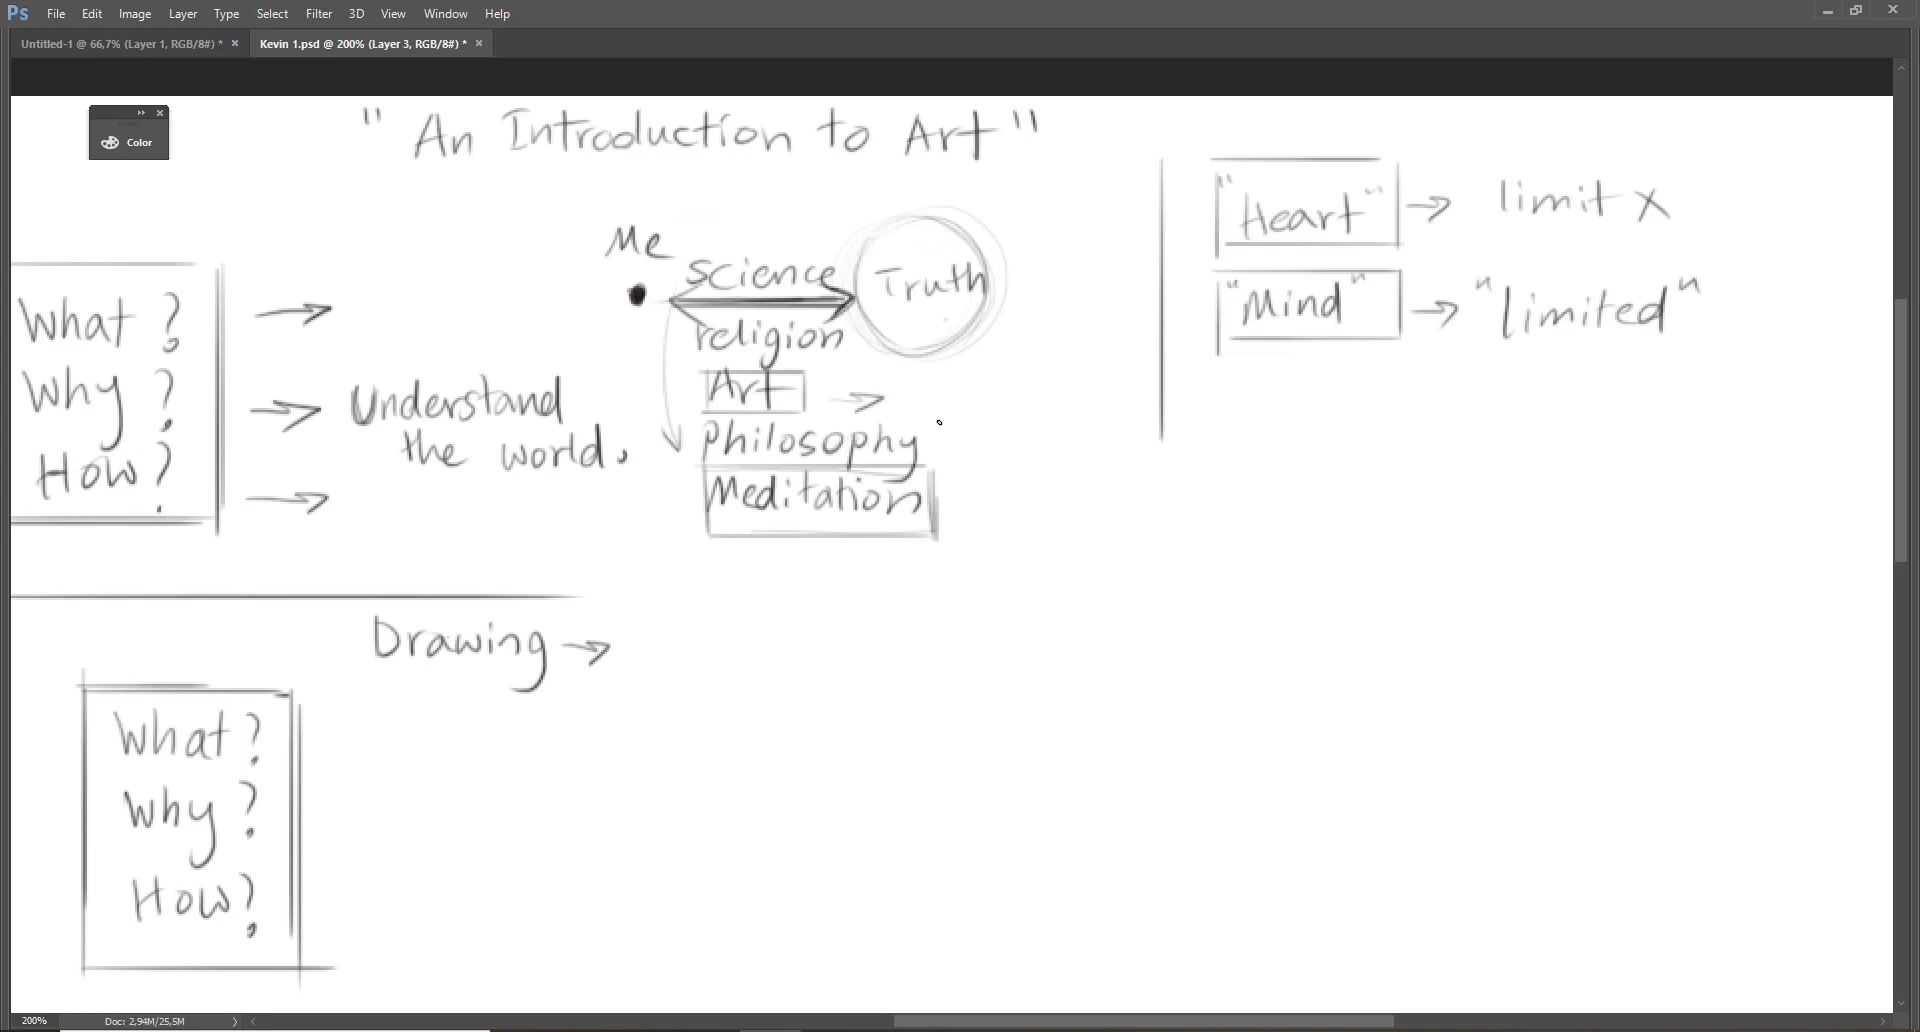 Ps File Edit Image Layer Type Select Filter 3D View Window Help
Untitled-1 @ 66,7% (Layer 1, RGB/8#) * ×
Kevin 1.psd @ 200% (Layer 3, RGB/8#) * ×
Color
" An Introduction to Art "
What ?
Why ?
How ?
Understand
the world.
Me
science
Truth
religion
Art
Philosophy
Meditation
"Heart" → limit X
"Mind" → "limited"
Drawing →
What ?
Why ?
How ?
200% Doc: 2,94M/25,5M